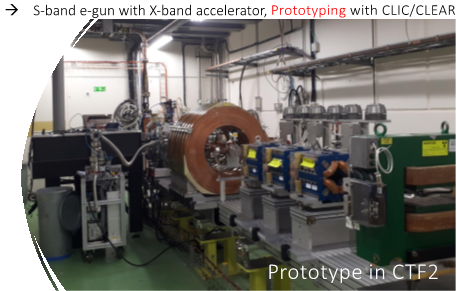 → S-band e-gun with X-band accelerator, Prototyping with CLIC/CLEAR
Prototype in CTF2